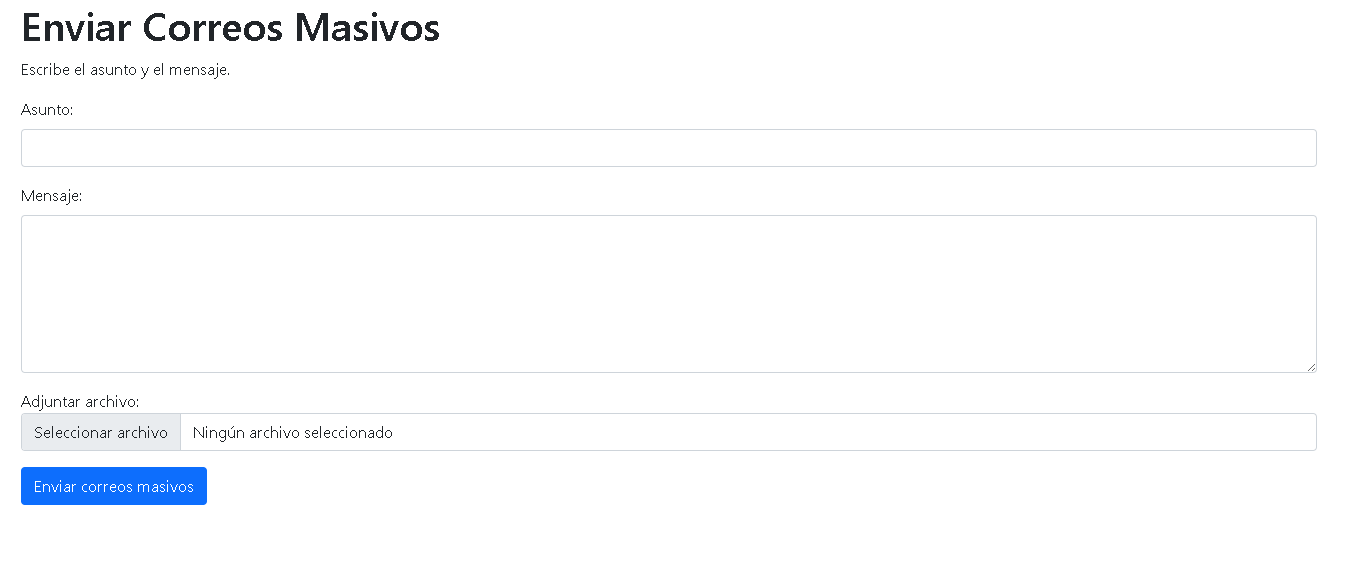 Enviar Correos Masivos
Escribe el asunto y el mensaje.
Asunto:
Mensaje:
Adjuntar archivo:
Seleccionar archivo Ningún archivo seleccionado
Enviar correos masivos